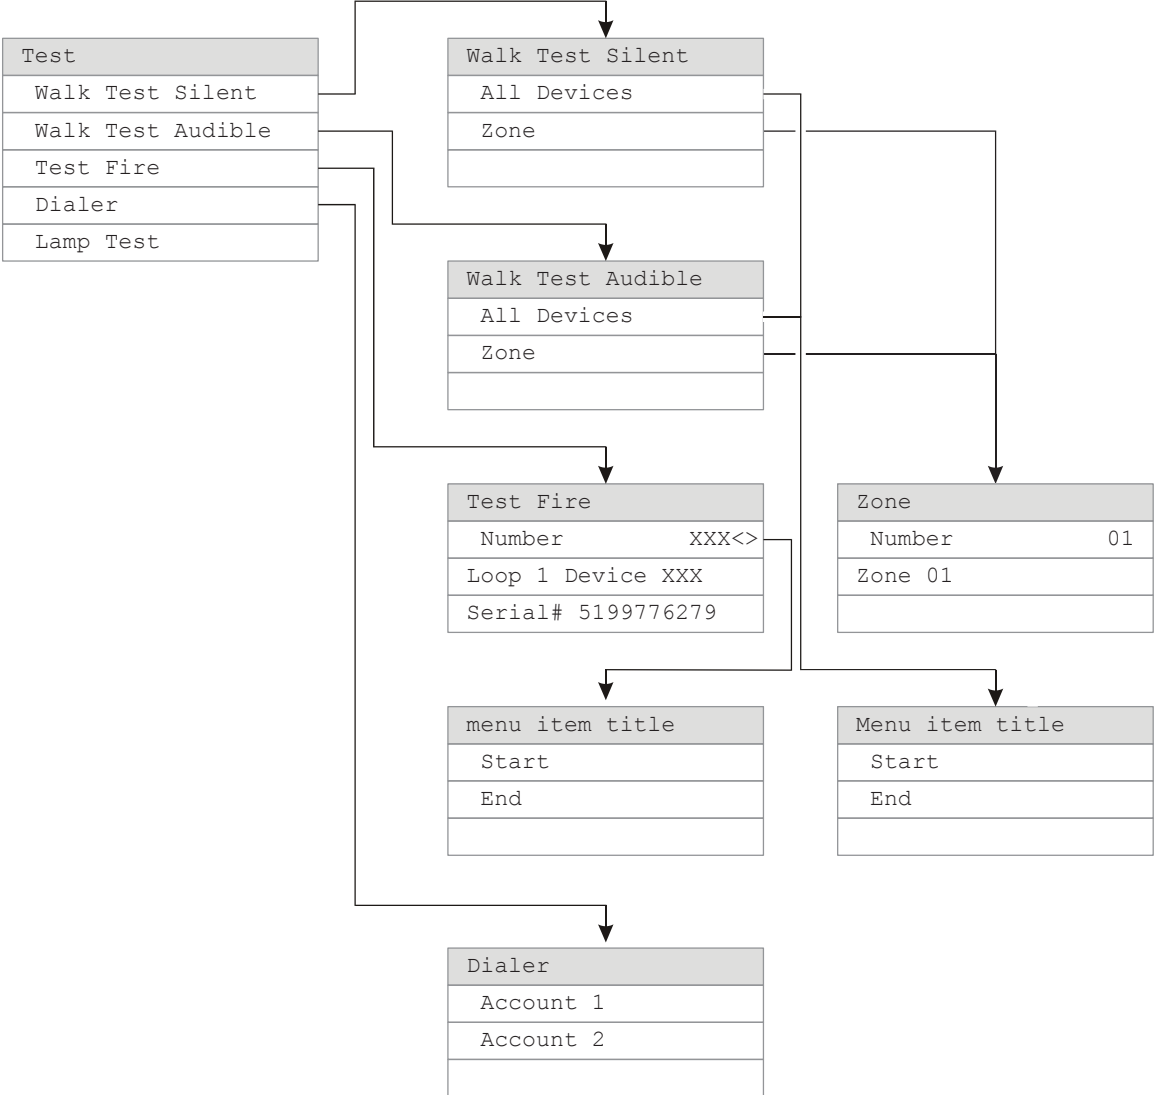 Test
Walk Test Silent
Walk Test Audible
Test Fire
Dialer
Lamp Test
Walk Test Silent
All Devices
Zone
Walk Test Audible
All Devices
Zone
Test Fire
Number XXX<>
Loop 1 Device XXX
Serial# 5199776279
Zone
Number 01
Zone 01
menu item title
Start
End
Menu item title
Start
End
Dialer
Account 1
Account 2